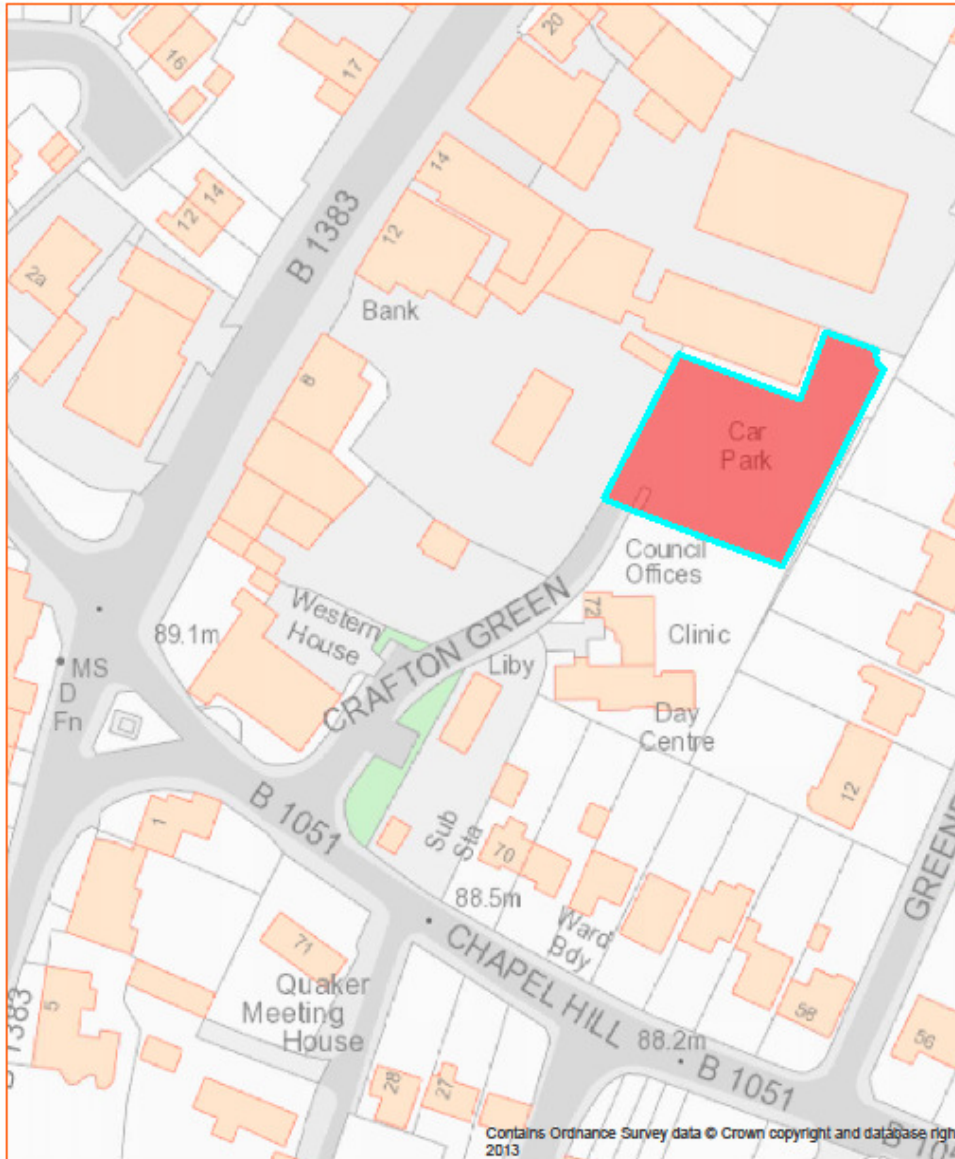 20
16
17
14
14
12
B 1383
12
2a
Bank
8
Car
Park
Council
Offices
Western
House
72
89.1m
CRAFTON GREEN
Clinic
Liby
MS
D
Fn
Day
Centre
12
B 1051
1
Sub
Sta
70
88.5m
GREENE
Ward
Bdy
71
CHAPEL HILL
Quaker
Meeting
House
5
58
1383
88.2m
56
B 1051
28
27
Contains Ordnance Survey data © Crown copyright and database righ
2013